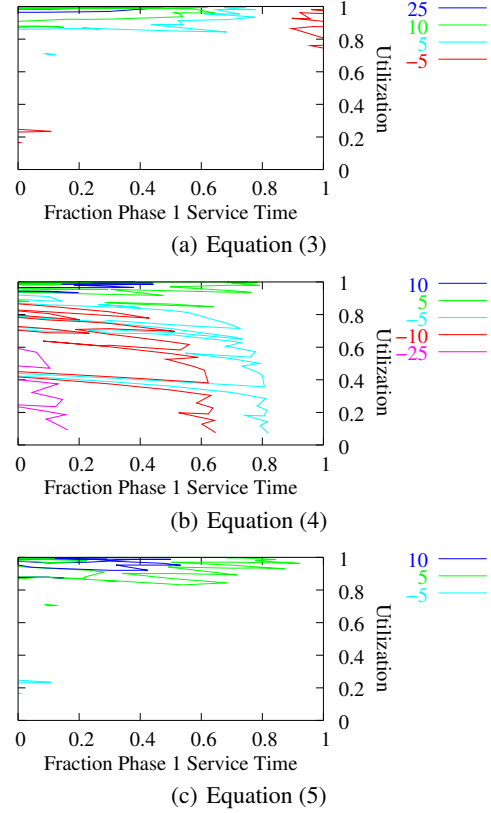 25
10
5
−5
1
0.8
0.6
0.4
0.2
0
Utilization
0 0.2 0.4 0.6 0.8 1
Fraction Phase 1 Service Time
(a) Equation (3)
10
5
−5
−10
−25
1
0.8
0.6
0.4
0.2
0
Utilization
0 0.2 0.4 0.6 0.8 1
Fraction Phase 1 Service Time
(b) Equation (4)
10
5
−5
1
0.8
0.6
0.4
0.2
0
Utilization
0 0.2 0.4 0.6 0.8 1
Fraction Phase 1 Service Time
(c) Equation (5)